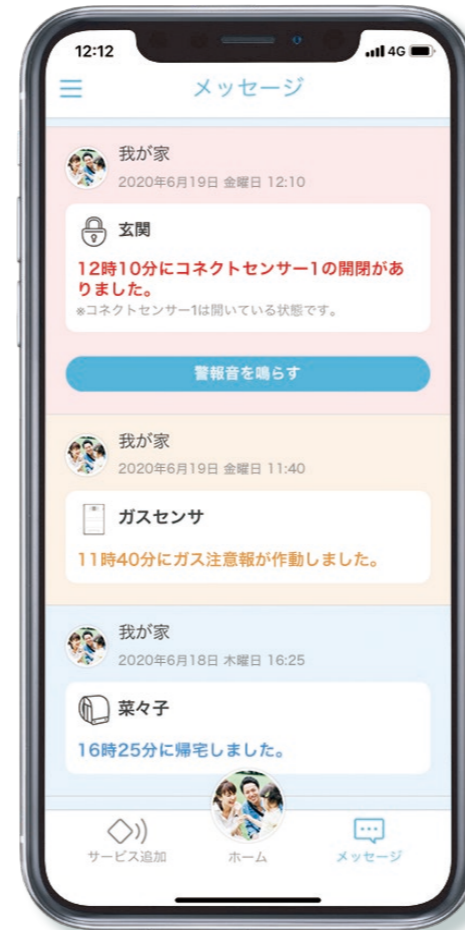 12:12
4G
メッセージ
我が家
2020年6月19日 金曜日 12:10
玄関
12時10分にコネクトセンサー1の開閉があ
りました。
※コネクトセンサー1は開いている状態です。
警報音を鳴らす
我が家
2020年6月19日 金曜日 11:40
ガスセンサ
11時40分にガス注意報が作動しました。
我が家
2020年6月18日 木曜日 16:25
菜々子
16時25分に帰宅しました。
サービス追加
ホーム
メッセージ